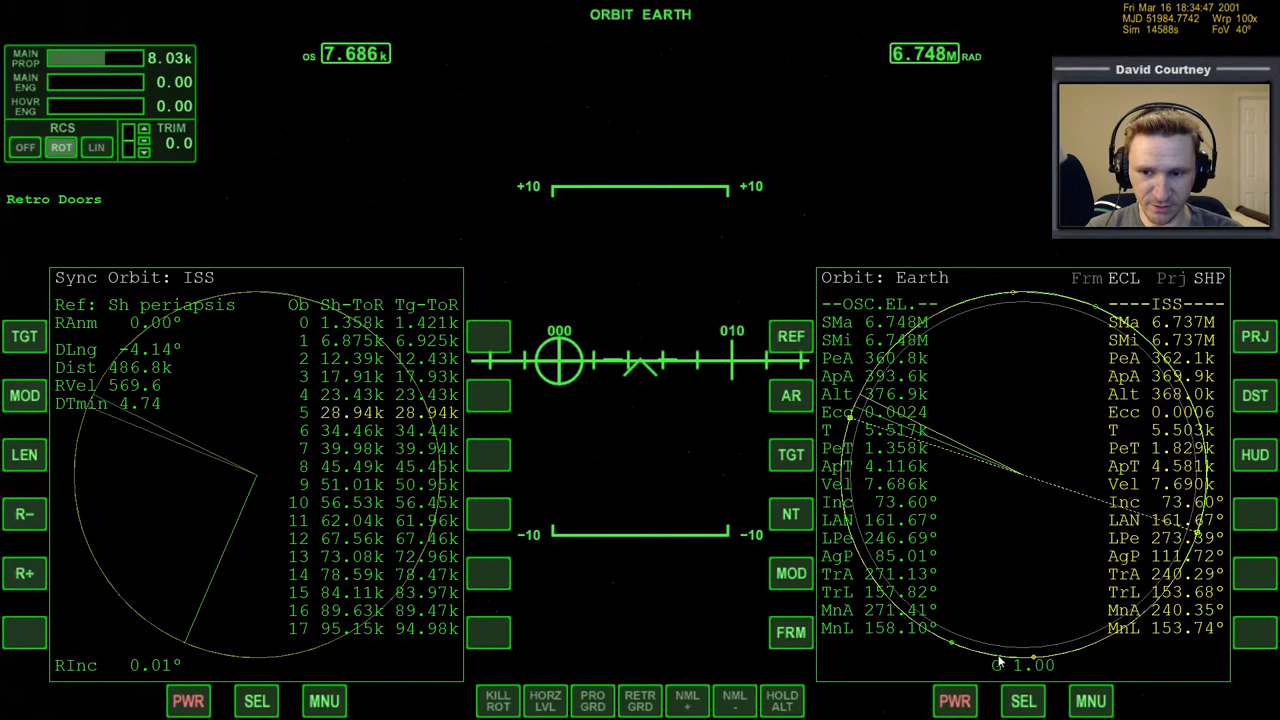 ORBIT EARTH
Fri Mar 16 18:34:47 2001
MJD 51984.7742 Wrp 100x
Sim 14588s FoV 40°
MAIN PROP 8.03k
MAIN ENG 0.00
HOVR ENG 0.00
RCS TRIM
OFF ROT LIN 0.0
OS 7.686k
6.748M RAD
David Courtney
Retro Doors
+10 +10
000 010
-10 -10
Sync Orbit: ISS
Ref: Sh periapsis
RAnm 0.00°
DLng -4.14°
Dist 486.8k
RVel 569.6
DTmin 4.74
Ob Sh-ToR Tg-ToR
0 1.358k 1.421k
1 6.875k 6.925k
2 12.39k 12.43k
3 17.91k 17.93k
4 23.43k 23.43k
5 28.94k 28.94k
6 34.46k 34.44k
7 39.98k 39.94k
8 45.49k 45.45k
9 51.01k 50.95k
10 56.53k 56.45k
11 62.04k 61.96k
12 67.56k 67.46k
13 73.08k 72.96k
14 78.59k 78.47k
15 84.11k 83.97k
16 89.63k 89.47k
17 95.15k 94.98k
RInc 0.01°
TGT
MOD
LEN
R-
R+
PWR SEL MNU
KILL ROT
HORZ LVL
PRO GRD
RETR GRD
NML +
NML -
HOLD ALT
Orbit: Earth Frm ECL Prj SHP
--OSC.EL.--
SMa 6.748M
SMi 6.748M
PeA 360.8k
ApA 393.6k
Alt 376.9k
Ecc 0.0024
T 5.517k
PeT 1.358k
ApT 4.116k
Vel 7.686k
Inc 73.60°
LAN 161.67°
LPe 246.69°
AgP 85.01°
TrA 271.13°
TrL 157.82°
MnA 271.41°
MnL 158.10°
----ISS----
SMa 6.737M
SMi 6.737M
PeA 362.1k
ApA 369.9k
Alt 368.0k
Ecc 0.0006
T 5.503k
PeT 1.829k
ApT 4.581k
Vel 7.690k
Inc 73.60°
LAN 161.67°
LPe 273.39°
AgP 111.72°
TrA 240.29°
TrL 153.68°
MnA 240.35°
MnL 153.74°
G 1.00
REF
AR
TGT
NT
MOD
FRM
PRJ
DST
HUD
PWR SEL MNU